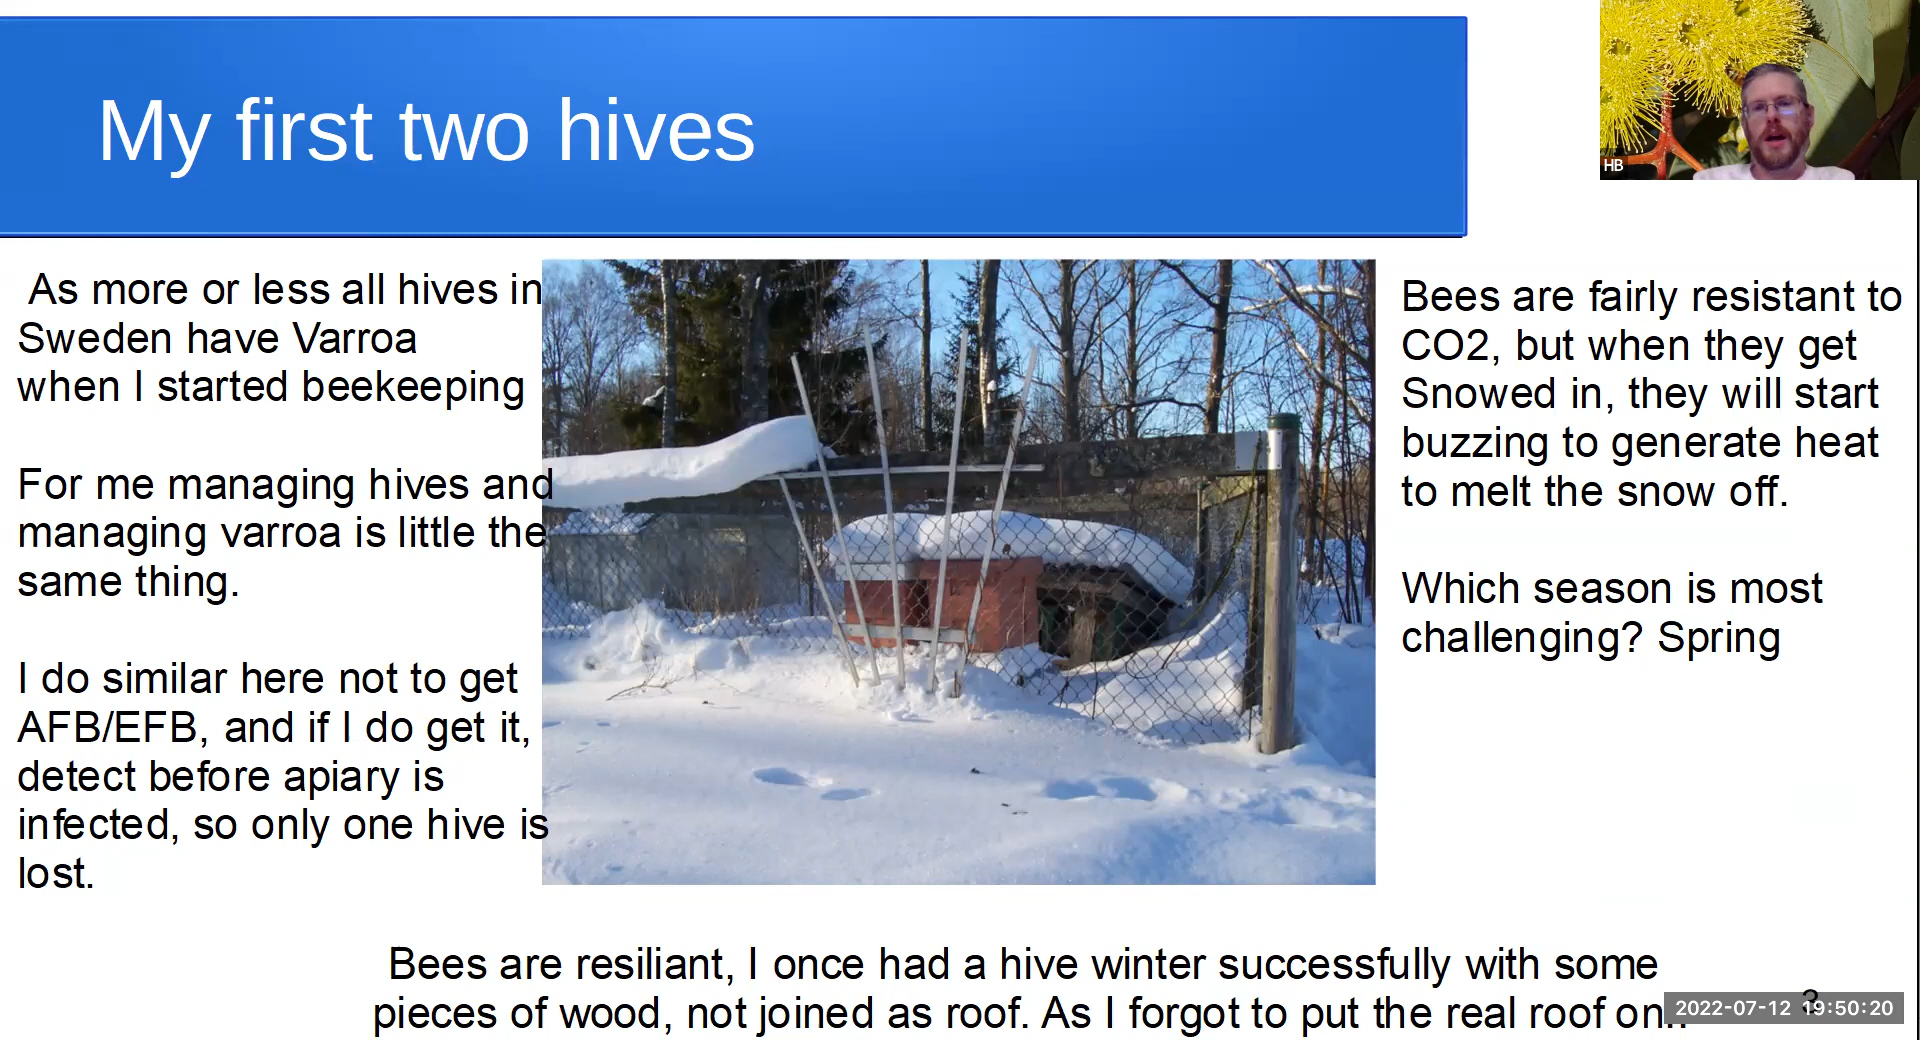 My first two hives
HB
As more or less all hives in
Sweden have Varroa
when I started beekeeping
For me managing hives and
managing varroa is little the
same thing.
I do similar here not to get
AFB/EFB, and if I do get it,
detect before apiary is
infected, so only one hive is
lost.
Bees are fairly resistant to
CO2, but when they get
Snowed in, they will start
buzzing to generate heat
to melt the snow off.
Which season is most
challenging? Spring
Bees are resiliant, I once had a hive winter successfully with some
pieces of wood, not joined as roof. As I forgot to put the real roof on..
3
2022-07-12 19:50:20